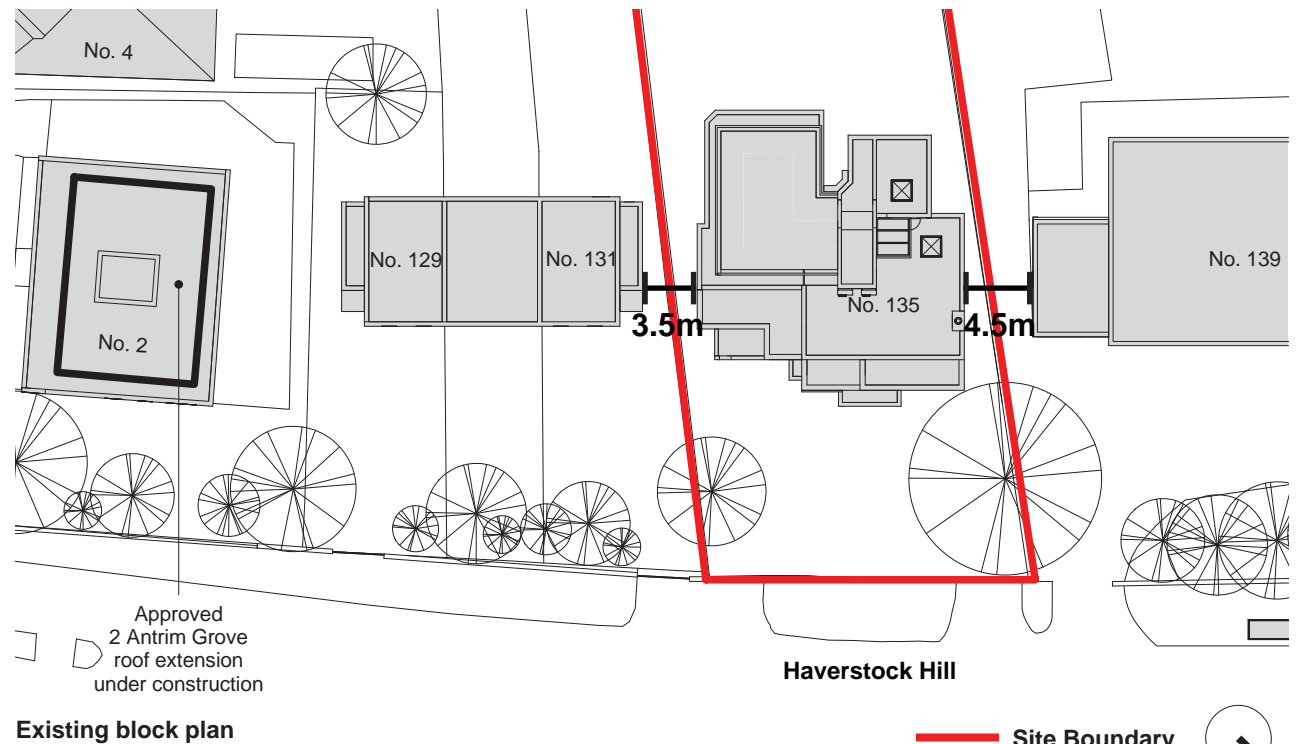 No. 4
No. 129
No. 131
No. 139
No. 135
No. 2
3.5m
4.5m
Approved
2 Antrim Grove
roof extension
under construction
Haverstock Hill
Existing block plan
Site Boundary